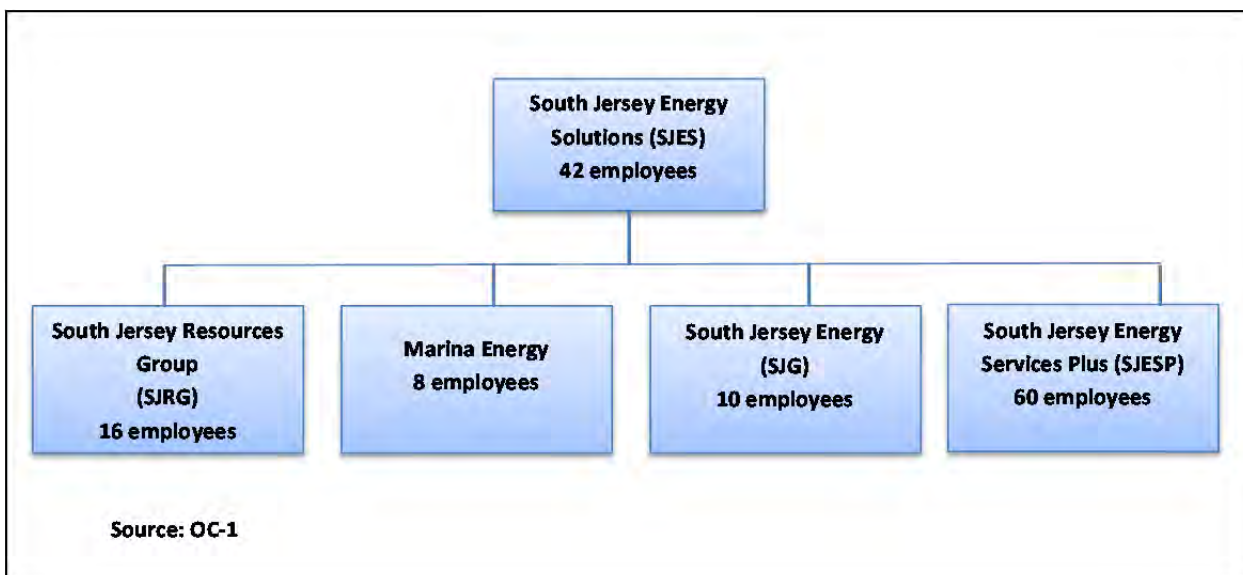 South Jersey Energy
Solutions (SJES)
42 employees
South Jersey Resources
Group
(SJRG)
16 employees
Marina Energy
8 employees
South Jersey Energy
(SJG)
10 employees
South Jersey Energy
Services Plus (SJESP)
60 employees
Source: OC-1